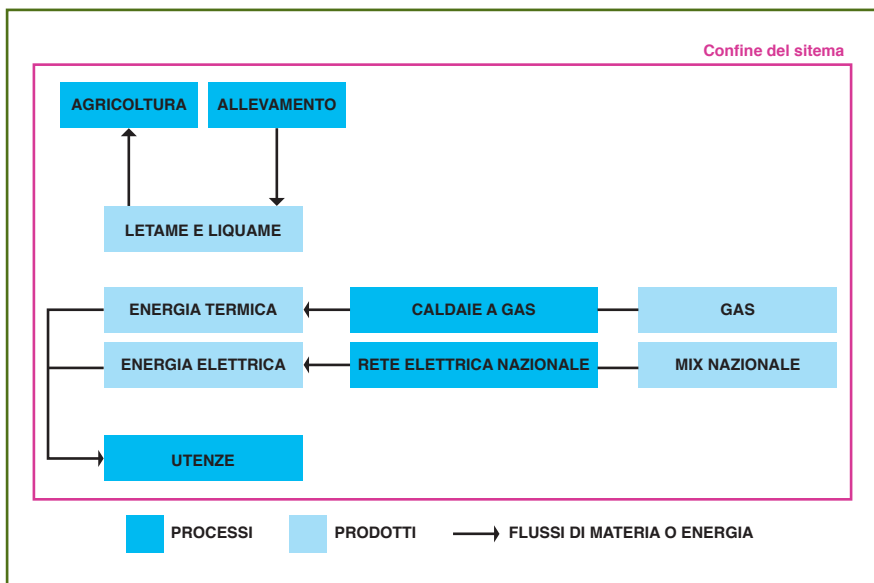 Confine del sitema
AGRICOLTURA
ALLEVAMENTO
LETAME E LIQUAME
ENERGIA TERMICA
CALDAIE A GAS
GAS
ENERGIA ELETTRICA
RETE ELETTRICA NAZIONALE
MIX NAZIONALE
UTENZE
PROCESSI
PRODOTTI
FLUSSI DI MATERIA O ENERGIA